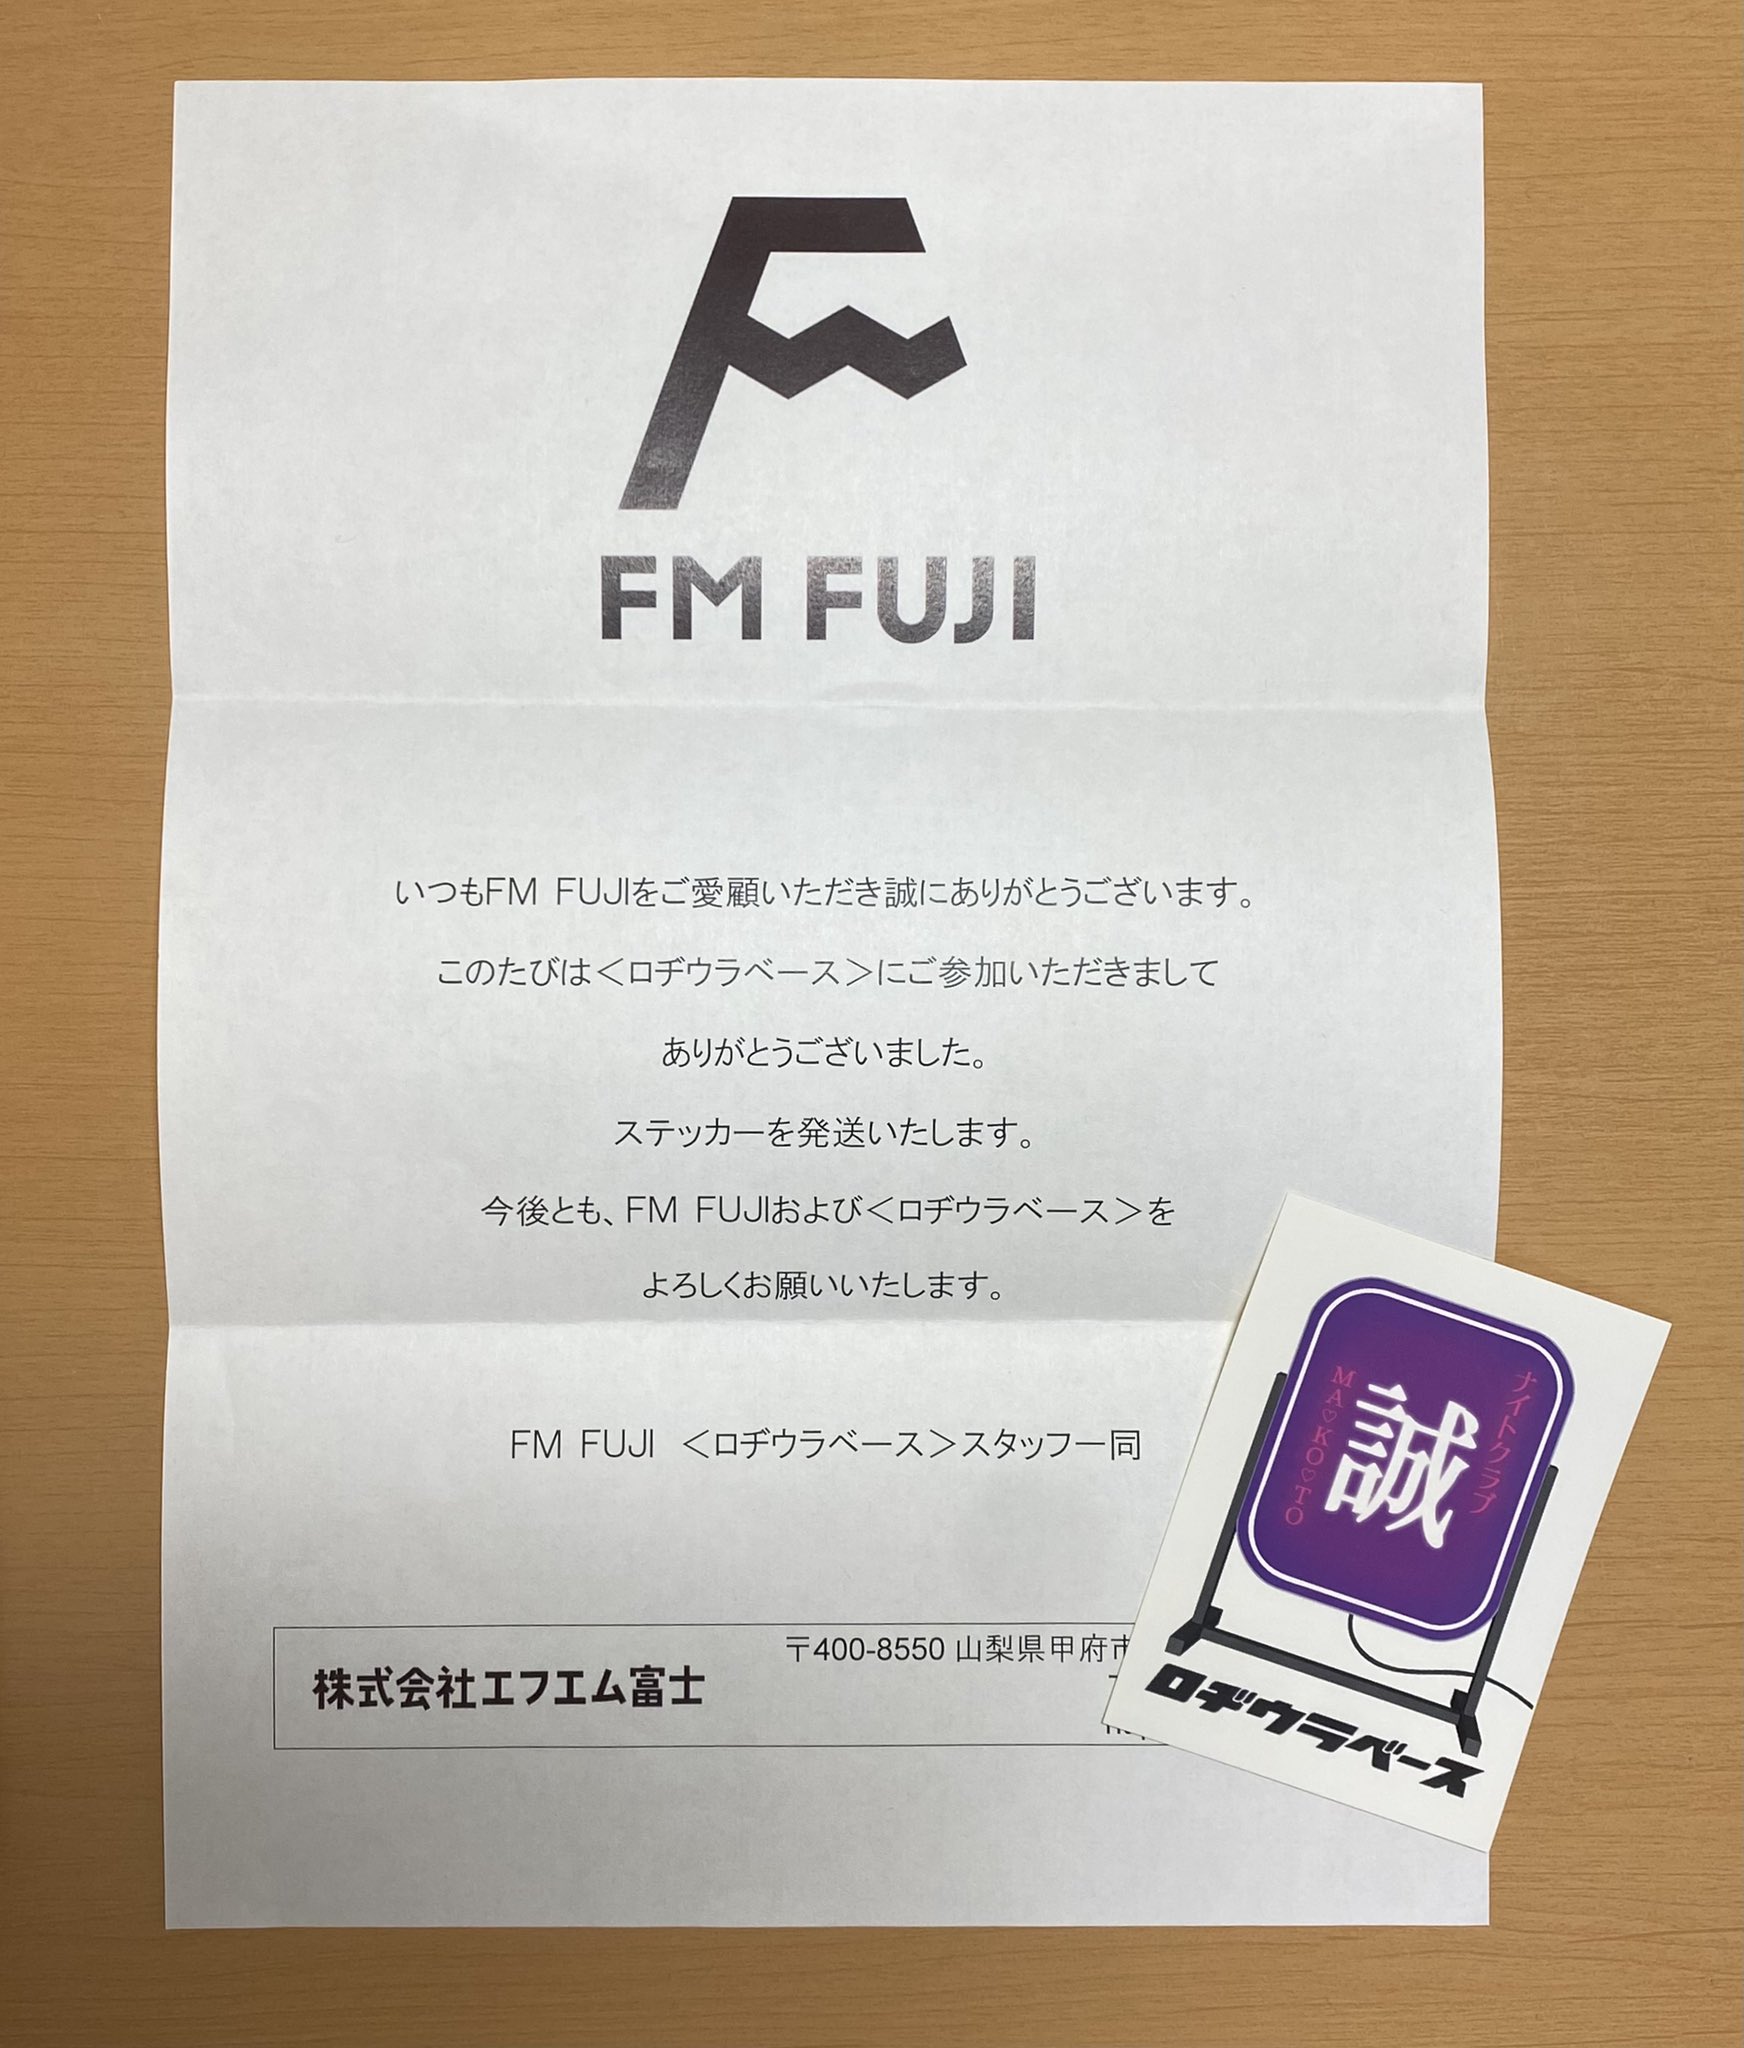 FM FUJI
いつもFM FUJIをご愛顧いただき誠にありがとうございます。
このたびは＜ロヂウラベース＞にご参加いただきまして
ありがとうございました。
ステッカーを発送いたします。
今後とも、FM FUJIおよび＜ロヂウラベース＞を
よろしくお願いいたします。
FM FUJI ＜ロヂウラベース＞スタッフ一同
株式会社エフエム富士
〒400-8550 山梨県甲府市
ナイトクラブ
誠
MA♡KO♡TO
ロヂウラベース